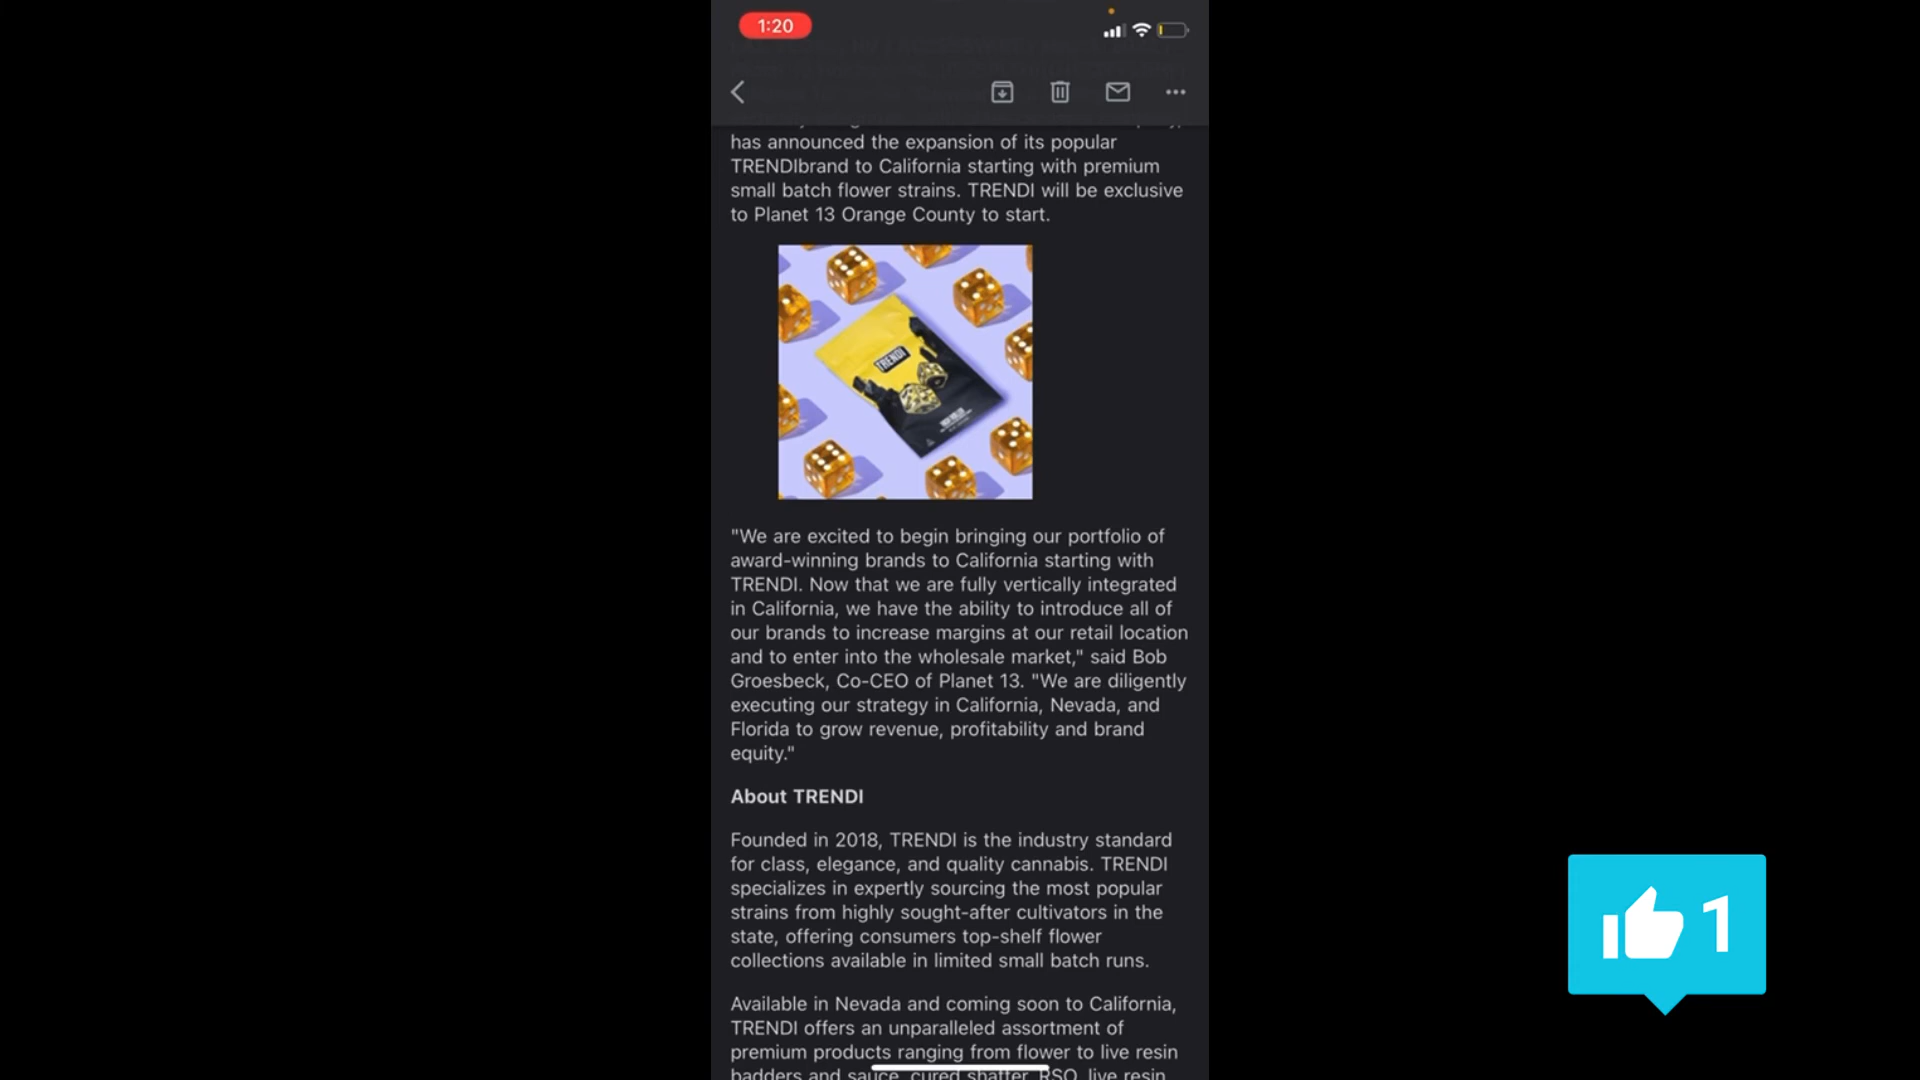 1:20
has announced the expansion of its popular
TRENDIbrand to California starting with premium
small batch flower strains. TRENDI will be exclusive
to Planet 13 Orange County to start.
TRENDI
"We are excited to begin bringing our portfolio of
award-winning brands to California starting with
TRENDI. Now that we are fully vertically integrated
in California, we have the ability to introduce all of
our brands to increase margins at our retail location
and to enter into the wholesale market," said Bob
Groesbeck, Co-CEO of Planet 13. "We are diligently
executing our strategy in California, Nevada, and
Florida to grow revenue, profitability and brand
equity."
About TRENDI
Founded in 2018, TRENDI is the industry standard
for class, elegance, and quality cannabis. TRENDI
specializes in expertly sourcing the most popular
strains from highly sought-after cultivators in the
state, offering consumers top-shelf flower
collections available in limited small batch runs.
Available in Nevada and coming soon to California,
TRENDI offers an unparalleled assortment of
premium products ranging from flower to live resin
badders and sauce, cured shatter, RSO, live resin
1